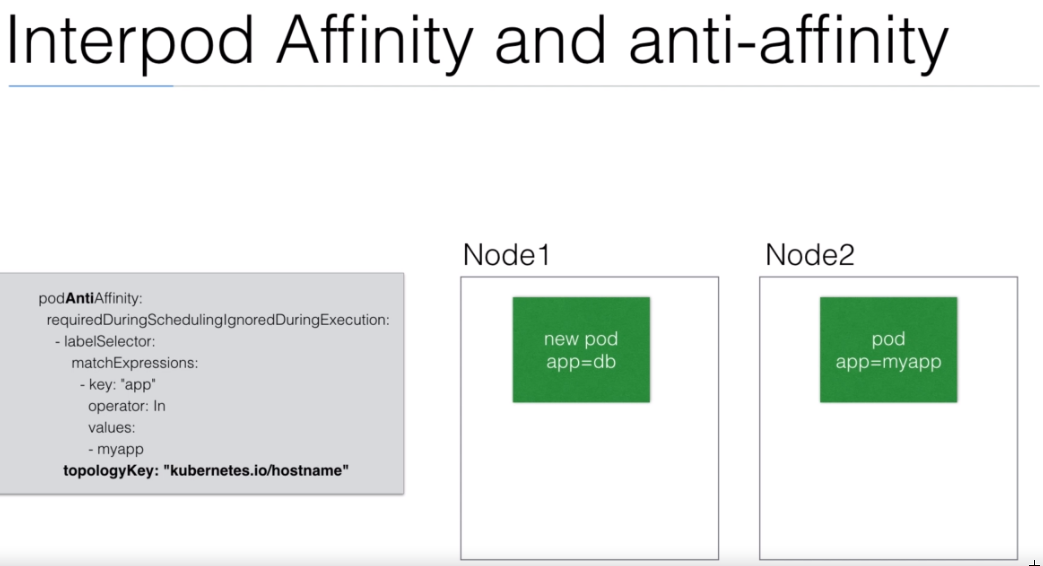 Interpod Affinity and anti-affinity
podAntiAffinity:
requiredDuringSchedulingIgnoredDuringExecution:
- labelSelector:
matchExpressions:
- key: "app"
operator: In
values:
- myapp
topologyKey: "kubernetes.io/hostname"
Node1
new pod
app=db
Node2
pod
app=myapp